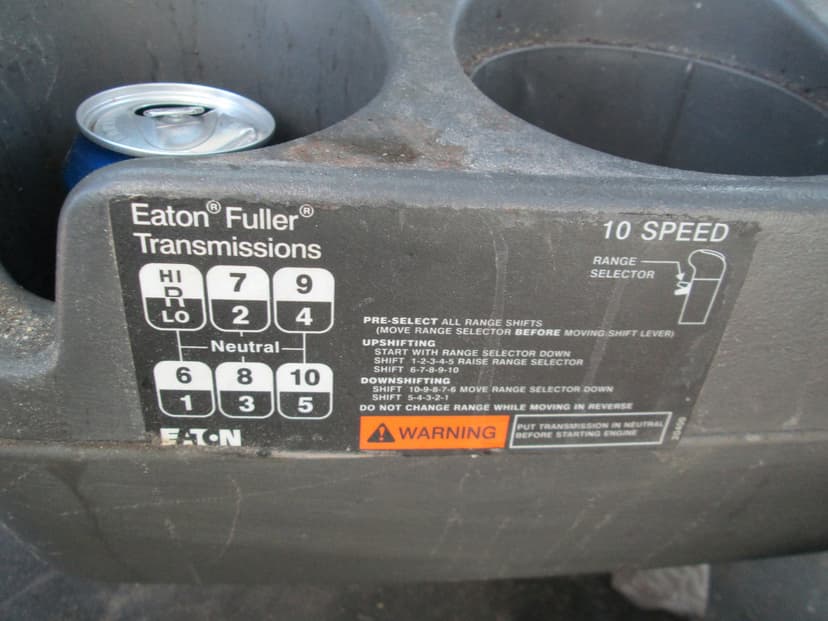 Eaton® Fuller®
Transmissions
10 SPEED
RANGE
SELECTOR
HI 7 9
R
LO 2 4
Neutral
6 8 10
1 3 5
EATON
PRE-SELECT ALL RANGE SHIFTS
(MOVE RANGE SELECTOR BEFORE MOVING SHIFT LEVER)
UPSHIFTING
START WITH RANGE SELECTOR DOWN
SHIFT 1-2-3-4-5 RAISE RANGE SELECTOR
SHIFT 6-7-8-9-10
DOWNSHIFTING
SHIFT 10-9-8-7-6 MOVE RANGE SELECTOR DOWN
SHIFT 5-4-3-2-1
DO NOT CHANGE RANGE WHILE MOVING IN REVERSE
WARNING
PUT TRANSMISSION IN NEUTRAL
BEFORE STARTING ENGINE